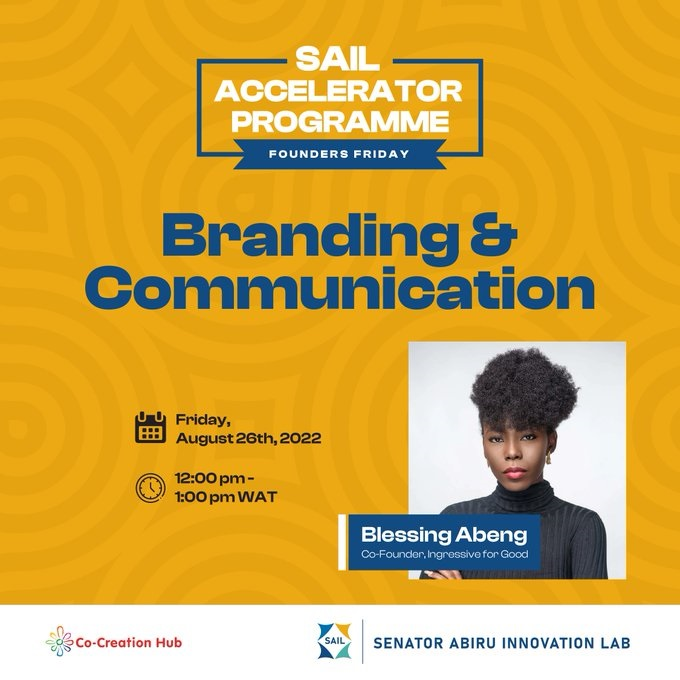 SAIL
ACCELERATOR
PROGRAMME
FOUNDERS FRIDAY
Branding &
Communication
Friday,
August 26th, 2022
12:00 pm -
1:00 pm WAT
Blessing Abeng
Co-Founder, Ingressive for Good
Co-Creation Hub
SAIL
SENATOR ABIRU INNOVATION LAB